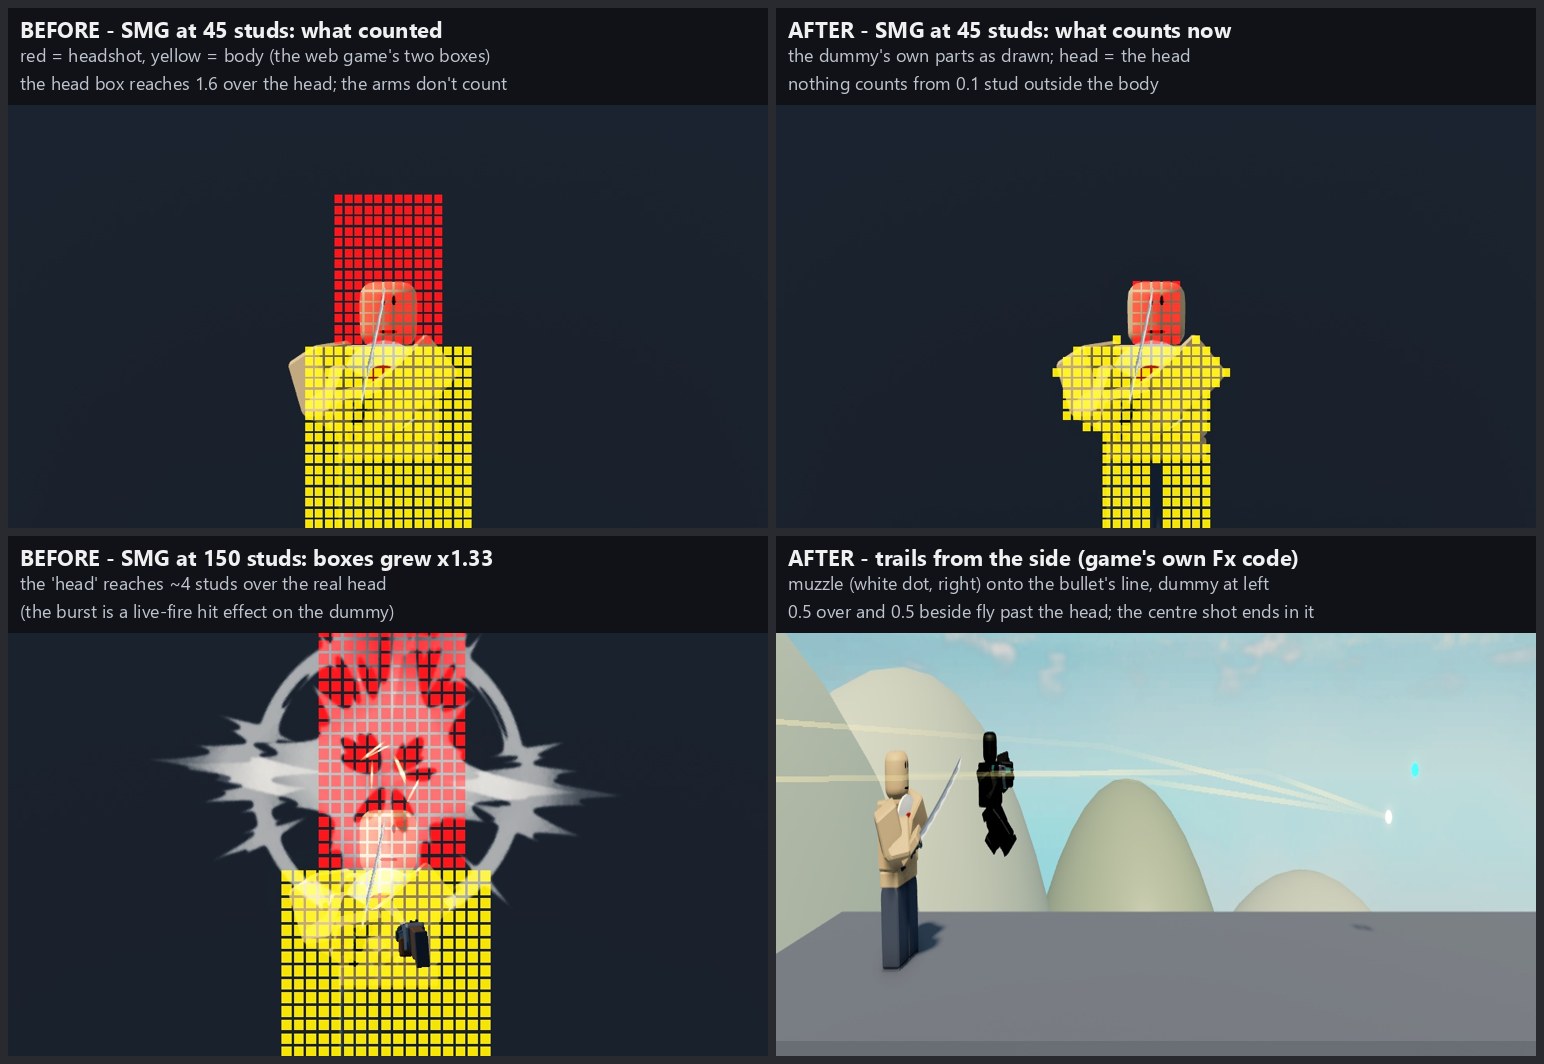 BEFORE - SMG at 45 studs: what counted
red = headshot, yellow = body (the web game's two boxes)
the head box reaches 1.6 over the head; the arms don't count
AFTER - SMG at 45 studs: what counts now
the dummy's own parts as drawn; head = the head
nothing counts from 0.1 stud outside the body
BEFORE - SMG at 150 studs: boxes grew x1.33
the 'head' reaches ~4 studs over the real head
(the burst is a live-fire hit effect on the dummy)
AFTER - trails from the side (game's own Fx code)
muzzle (white dot, right) onto the bullet's line, dummy at left
0.5 over and 0.5 beside fly past the head; the centre shot ends in it